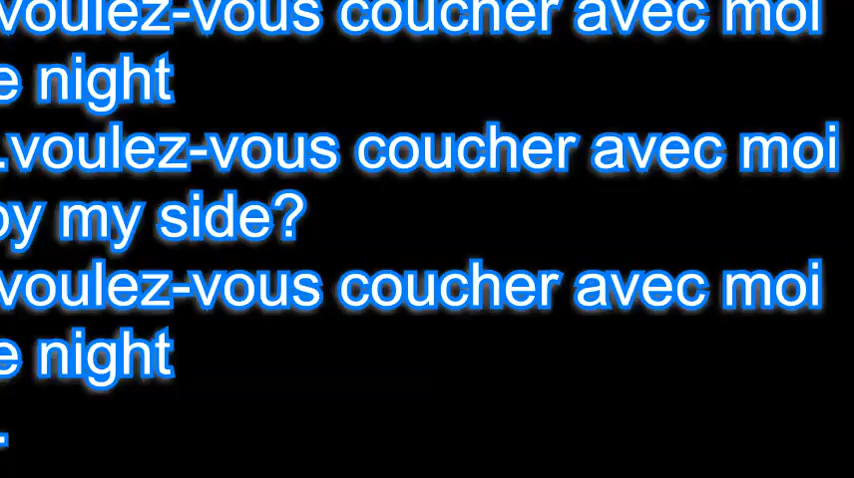 voulez-vous coucher avec moi
night
.voulez-vous coucher avec moi
my side?
voulez-vous coucher avec moi
night